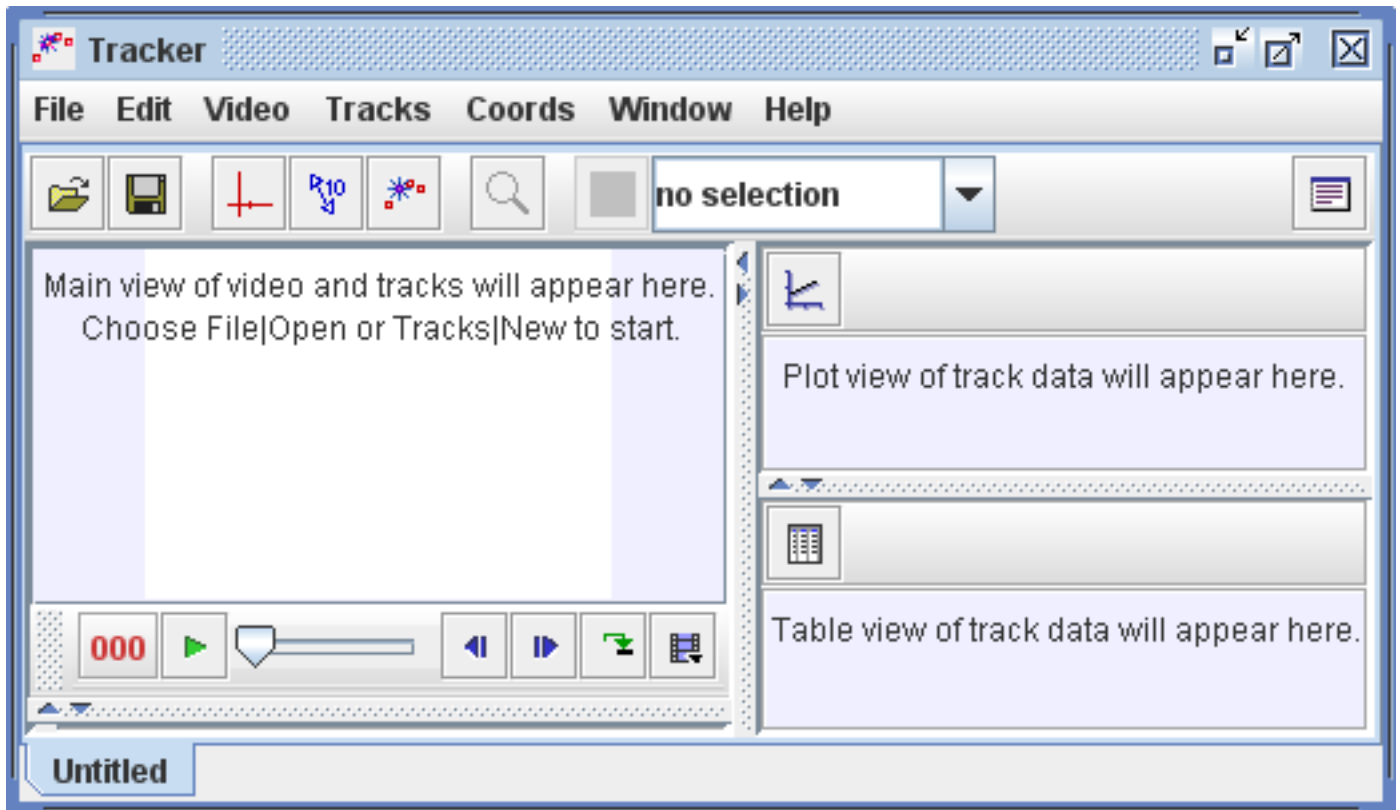 Tracker
File Edit Video Tracks Coords Window Help
10
no selection
Main view of video and tracks will appear here.
Choose File|Open or Tracks|New to start.
Plot view of track data will appear here.
Table view of track data will appear here.
000
Untitled